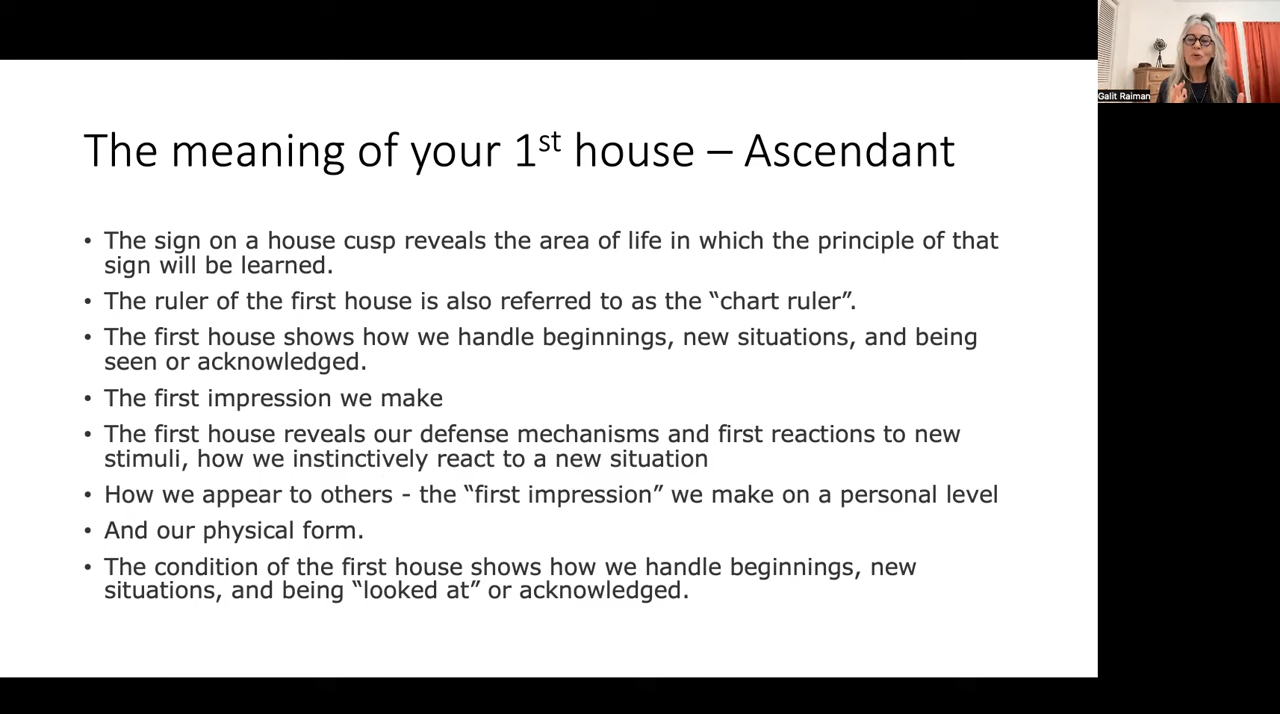 The meaning of your 1st house – Ascendant
• The sign on a house cusp reveals the area of life in which the principle of that
sign will be learned.
• The ruler of the first house is also referred to as the “chart ruler”.
• The first house shows how we handle beginnings, new situations, and being
seen or acknowledged.
• The first impression we make
• The first house reveals our defense mechanisms and first reactions to new
stimuli, how we instinctively react to a new situation
• How we appear to others - the “first impression” we make on a personal level
• And our physical form.
• The condition of the first house shows how we handle beginnings, new
situations, and being “looked at” or acknowledged.
Galit Raiman